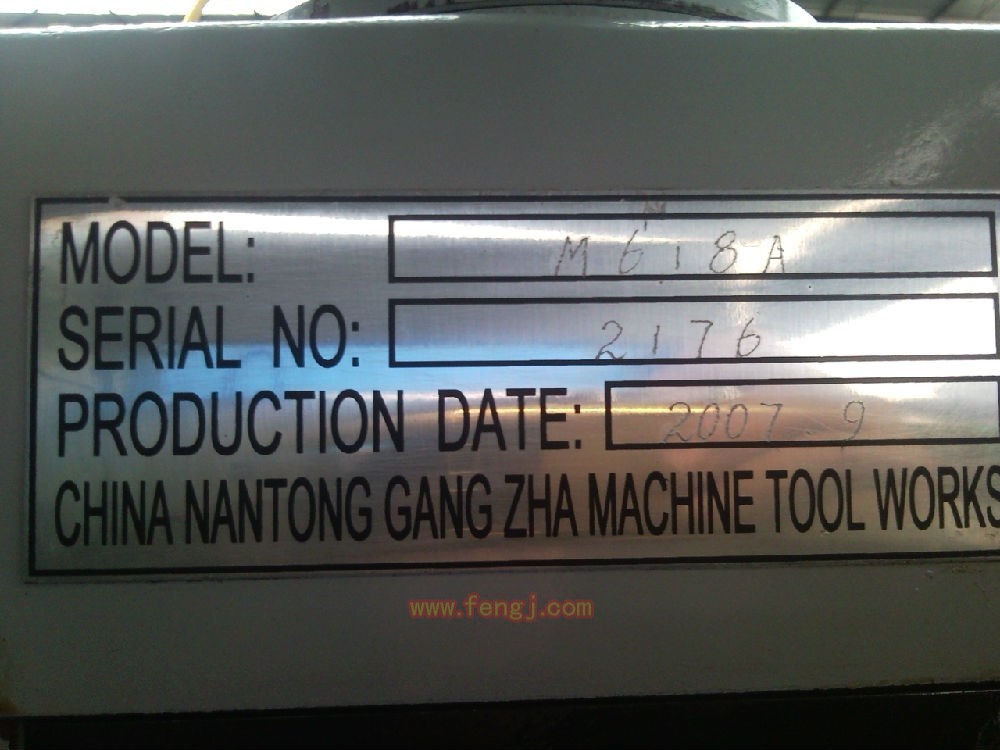 MODEL: M618A
SERIAL NO: 2176
PRODUCTION DATE: 2007-9
CHINA NANTONG GANG ZHA MACHINE TOOL WORKS
www.fengj.com